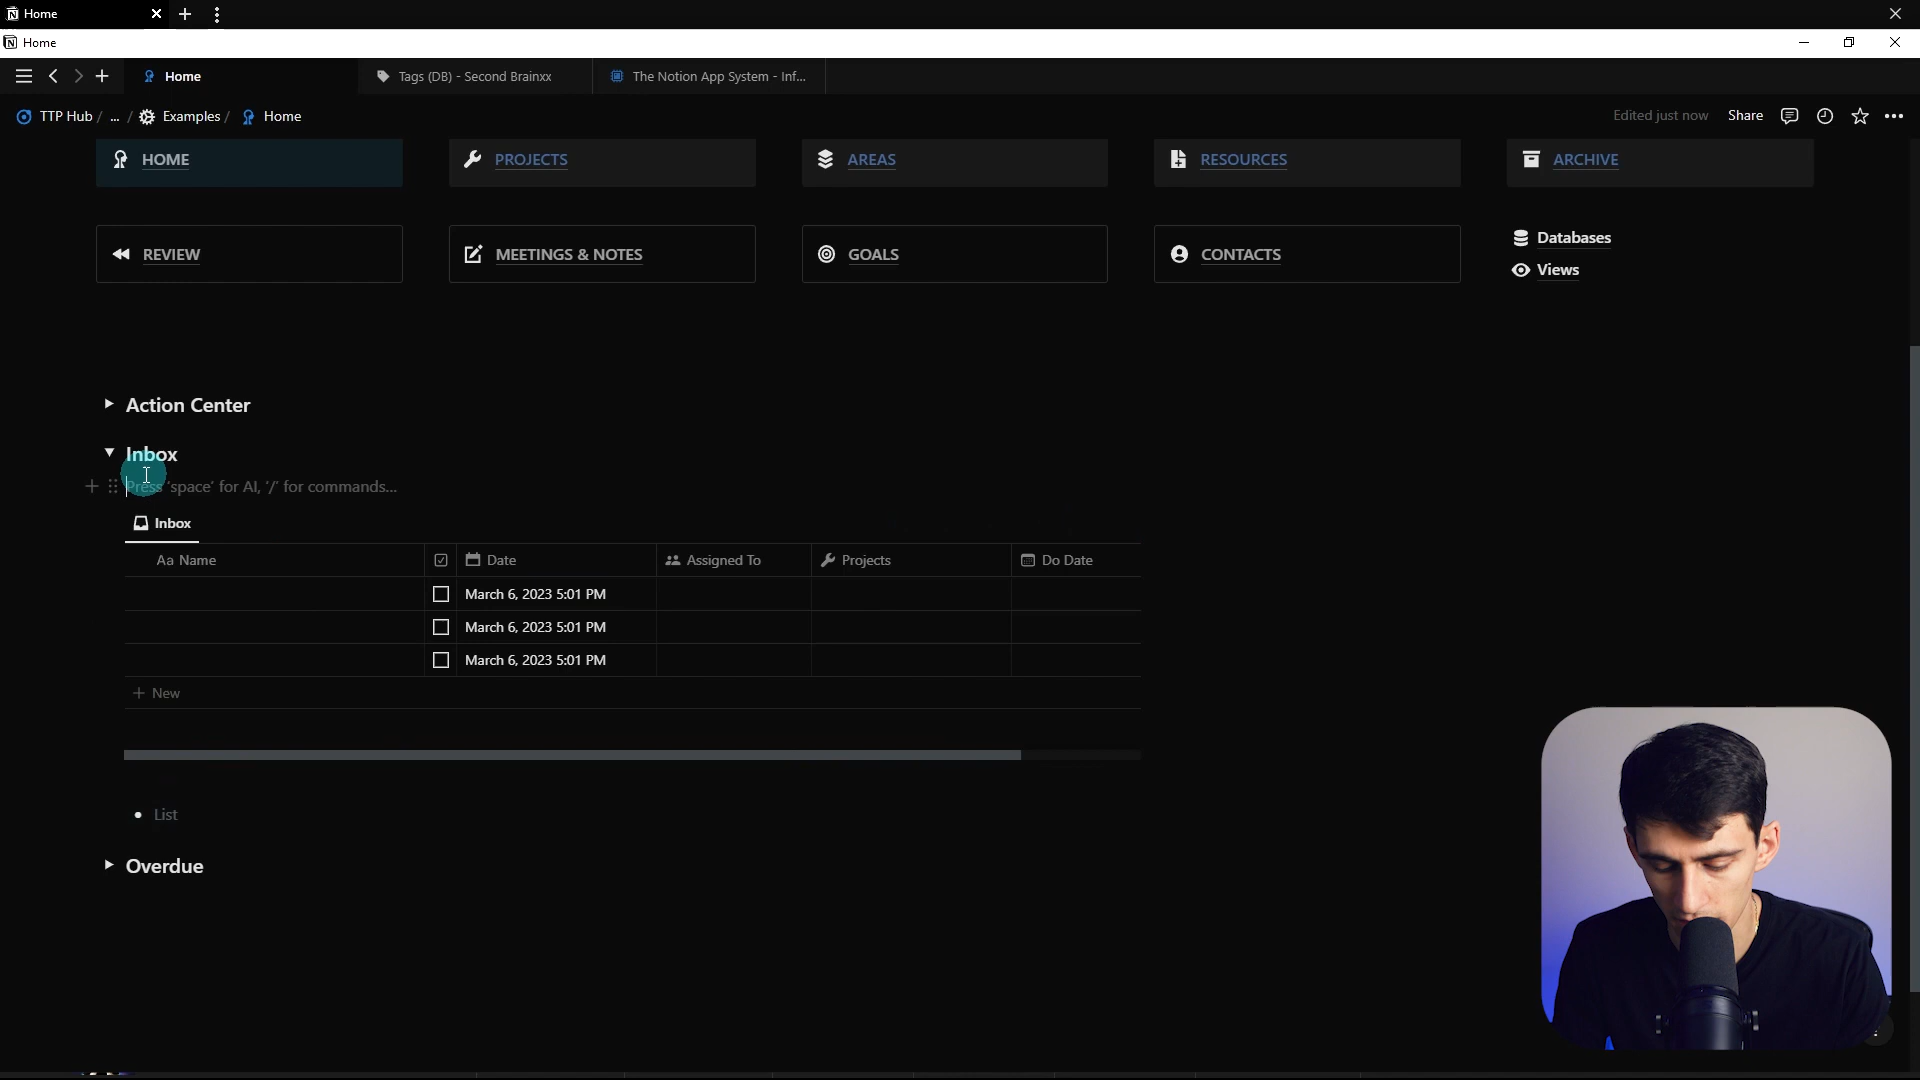 Home
Home
Home
Tags (DB) - Second Brainxx
The Notion App System - Inf...
TTP Hub / ... / Examples / Home
Edited just now
Share
HOME
PROJECTS
AREAS
RESOURCES
ARCHIVE
REVIEW
MEETINGS & NOTES
GOALS
CONTACTS
Databases
Views
Action Center
Inbox
Press 'space' for AI, '/' for commands...
Inbox
Aa Name
Date
Assigned To
Projects
Do Date
March 6, 2023 5:01 PM
March 6, 2023 5:01 PM
March 6, 2023 5:01 PM
+ New
List
Overdue